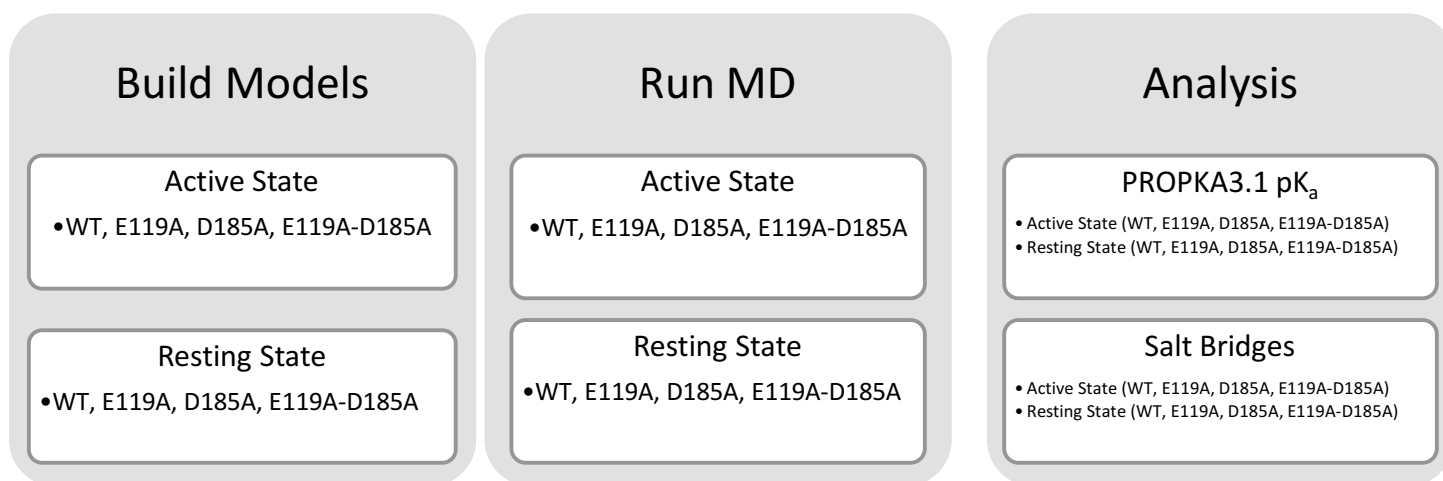 Build Models
Active State
•WT, E119A, D185A, E119A-D185A
Resting State
•WT, E119A, D185A, E119A-D185A
Run MD
Active State
•WT, E119A, D185A, E119A-D185A
Resting State
•WT, E119A, D185A, E119A-D185A
Analysis
PROPKA3.1 pKₐ
• Active State (WT, E119A, D185A, E119A-D185A)
• Resting State (WT, E119A, D185A, E119A-D185A)
Salt Bridges
• Active State (WT, E119A, D185A, E119A-D185A)
• Resting State (WT, E119A, D185A, E119A-D185A)